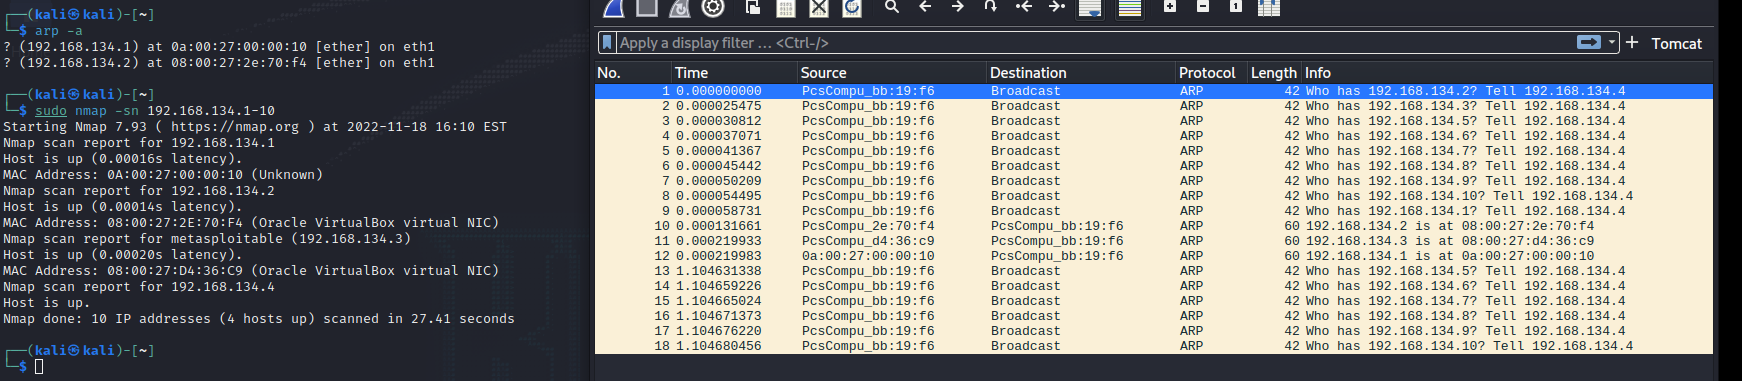 ┌──(kali㉿kali)-[~]
└─$ arp -a
? (192.168.134.1) at 0a:00:27:00:00:10 [ether] on eth1
? (192.168.134.2) at 08:00:27:2e:70:f4 [ether] on eth1
┌──(kali㉿kali)-[~]
└─$ sudo nmap -sn 192.168.134.1-10
Starting Nmap 7.93 ( https://nmap.org ) at 2022-11-18 16:10 EST
Nmap scan report for 192.168.134.1
Host is up (0.00016s latency).
MAC Address: 0A:00:27:00:00:10 (Unknown)
Nmap scan report for 192.168.134.2
Host is up (0.00014s latency).
MAC Address: 08:00:27:2E:70:F4 (Oracle VirtualBox virtual NIC)
Nmap scan report for metasploitable (192.168.134.3)
Host is up (0.00020s latency).
MAC Address: 08:00:27:D4:36:C9 (Oracle VirtualBox virtual NIC)
Nmap scan report for 192.168.134.4
Host is up.
Nmap done: 10 IP addresses (4 hosts up) scanned in 27.41 seconds
┌──(kali㉿kali)-[~]
└─$
Apply a display filter ... <Ctrl-/> + Tomcat
No. Time Source Destination Protocol Length Info
1 0.000000000 PcsCompu_bb:19:f6 Broadcast ARP 42 Who has 192.168.134.2? Tell 192.168.134.4
2 0.000025475 PcsCompu_bb:19:f6 Broadcast ARP 42 Who has 192.168.134.3? Tell 192.168.134.4
3 0.000030812 PcsCompu_bb:19:f6 Broadcast ARP 42 Who has 192.168.134.5? Tell 192.168.134.4
4 0.000037071 PcsCompu_bb:19:f6 Broadcast ARP 42 Who has 192.168.134.6? Tell 192.168.134.4
5 0.000041367 PcsCompu_bb:19:f6 Broadcast ARP 42 Who has 192.168.134.7? Tell 192.168.134.4
6 0.000045442 PcsCompu_bb:19:f6 Broadcast ARP 42 Who has 192.168.134.8? Tell 192.168.134.4
7 0.000050209 PcsCompu_bb:19:f6 Broadcast ARP 42 Who has 192.168.134.9? Tell 192.168.134.4
8 0.000054495 PcsCompu_bb:19:f6 Broadcast ARP 42 Who has 192.168.134.10? Tell 192.168.134.4
9 0.000058731 PcsCompu_bb:19:f6 Broadcast ARP 42 Who has 192.168.134.1? Tell 192.168.134.4
10 0.000131661 PcsCompu_2e:70:f4 PcsCompu_bb:19:f6 ARP 60 192.168.134.2 is at 08:00:27:2e:70:f4
11 0.000219933 PcsCompu_d4:36:c9 PcsCompu_bb:19:f6 ARP 60 192.168.134.3 is at 08:00:27:d4:36:c9
12 0.000219983 0a:00:27:00:00:10 PcsCompu_bb:19:f6 ARP 60 192.168.134.1 is at 0a:00:27:00:00:10
13 1.104631338 PcsCompu_bb:19:f6 Broadcast ARP 42 Who has 192.168.134.5? Tell 192.168.134.4
14 1.104659226 PcsCompu_bb:19:f6 Broadcast ARP 42 Who has 192.168.134.6? Tell 192.168.134.4
15 1.104665024 PcsCompu_bb:19:f6 Broadcast ARP 42 Who has 192.168.134.7? Tell 192.168.134.4
16 1.104671373 PcsCompu_bb:19:f6 Broadcast ARP 42 Who has 192.168.134.8? Tell 192.168.134.4
17 1.104676220 PcsCompu_bb:19:f6 Broadcast ARP 42 Who has 192.168.134.9? Tell 192.168.134.4
18 1.104680456 PcsCompu_bb:19:f6 Broadcast ARP 42 Who has 192.168.134.10? Tell 192.168.134.4